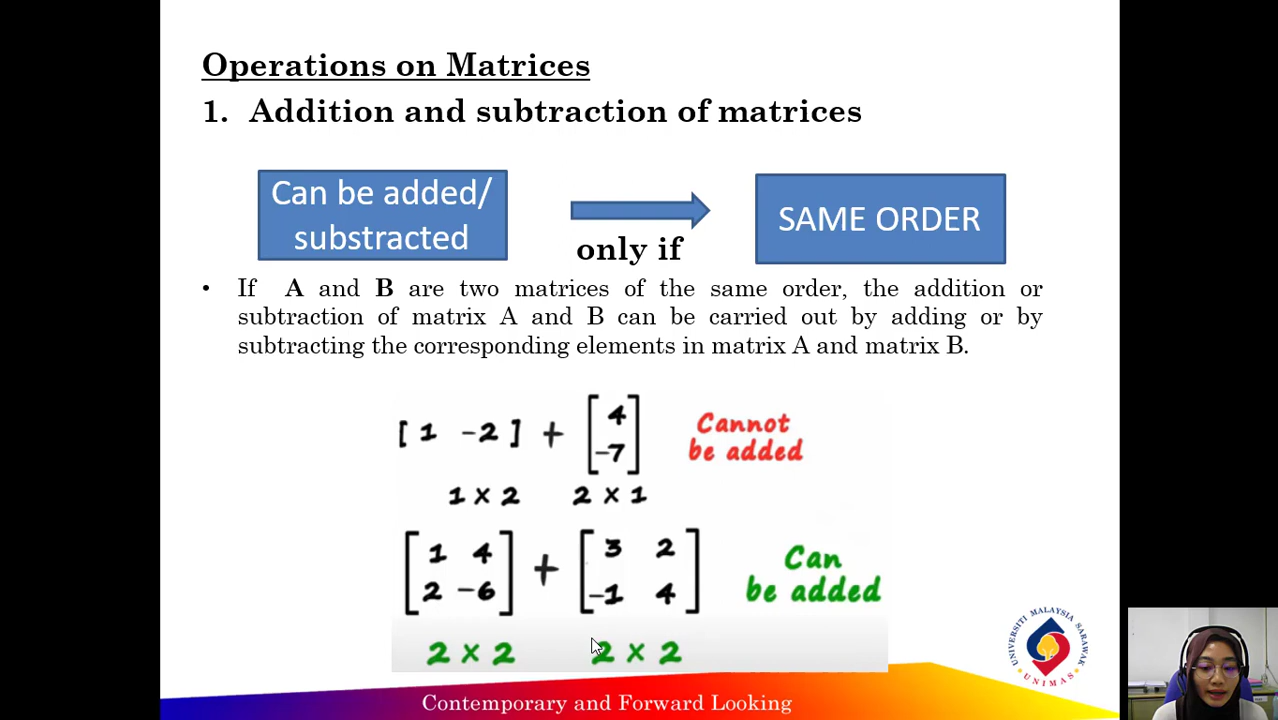 Operations on Matrices
1. Addition and subtraction of matrices
Can be added/
substracted
only if
SAME ORDER
• If A and B are two matrices of the same order, the addition or
subtraction of matrix A and B can be carried out by adding or by
subtracting the corresponding elements in matrix A and matrix B.
[ 1 -2 ] + [ 4
-7 ]
Cannot
be added
1 × 2 2 × 1
[ 1 4
2 -6 ] + [ 3 2
-1 4 ]
Can
be added
2 × 2 2 × 2
UNIVERSITI MALAYSIA SARAWAK
UNIMAS
Contemporary and Forward Looking